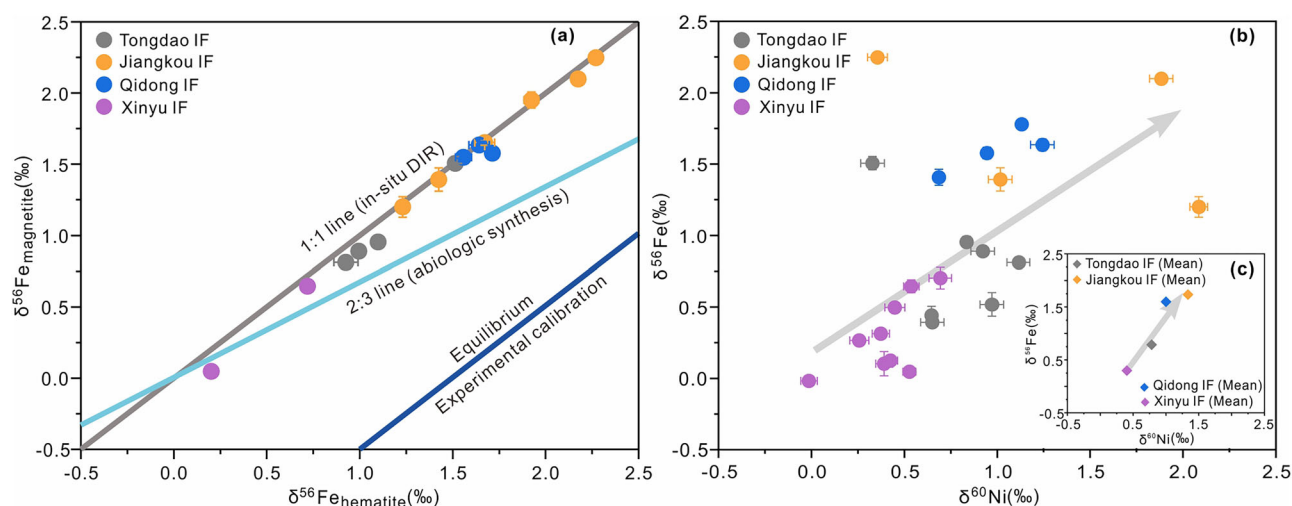 (a)
Tongdao IF
Jiangkou IF
Qidong IF
Xinyu IF
1:1 line (in-situ DIR)
2:3 line (abiologic synthesis)
Equilibrium
Experimental calibration
2.5
2.0
1.5
1.0
0.5
0.0
-0.5
δ⁵⁶Fe_magnetite(‰)
-0.5 0.0 0.5 1.0 1.5 2.0 2.5
δ⁵⁶Fe_hematite(‰)
(b)
Tongdao IF
Jiangkou IF
Qidong IF
Xinyu IF
2.5
2.0
1.5
1.0
0.5
0.0
-0.5
δ⁵⁶Fe(‰)
-0.5 0.0 0.5 1.0 1.5 2.0 2.5
δ⁶⁰Ni(‰)
(c)
Tongdao IF (Mean)
Jiangkou IF (Mean)
Qidong IF (Mean)
Xinyu IF (Mean)
2.5
1.5
0.5
-0.5
δ⁵⁶Fe(‰)
-0.5 0.5 1.5 2.5
δ⁶⁰Ni(‰)